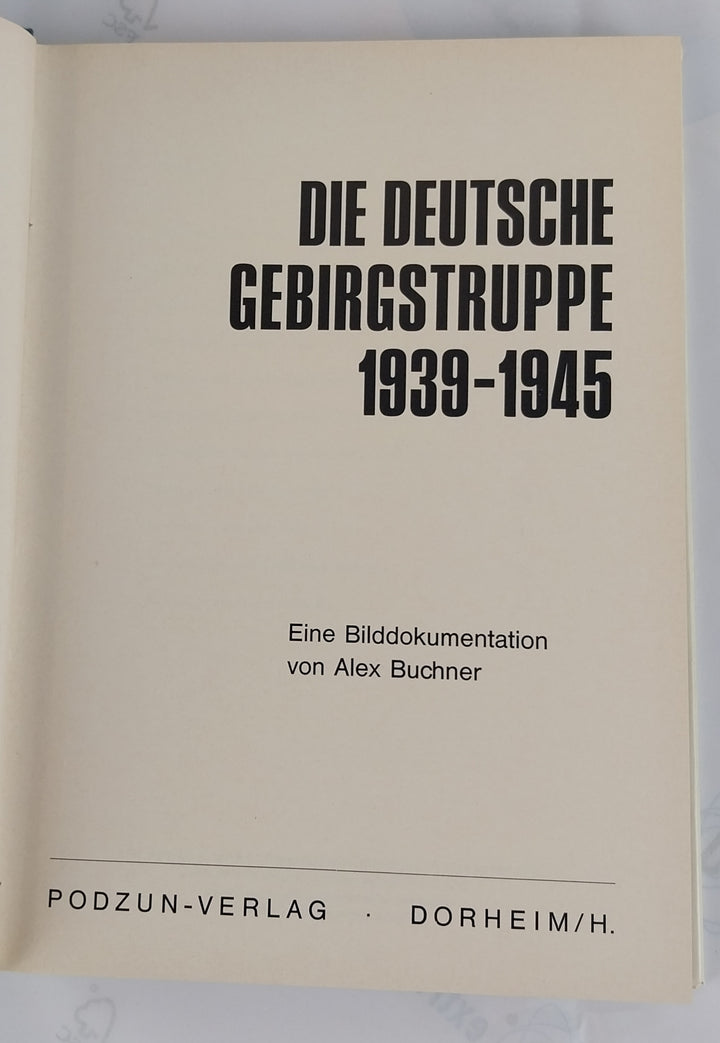 DIE DEUTSCHE
GEBIRGSTRUPPE
1939-1945
Eine Bilddokumentation
von Alex Buchner
PODZUN-VERLAG · DORHEIM/H.